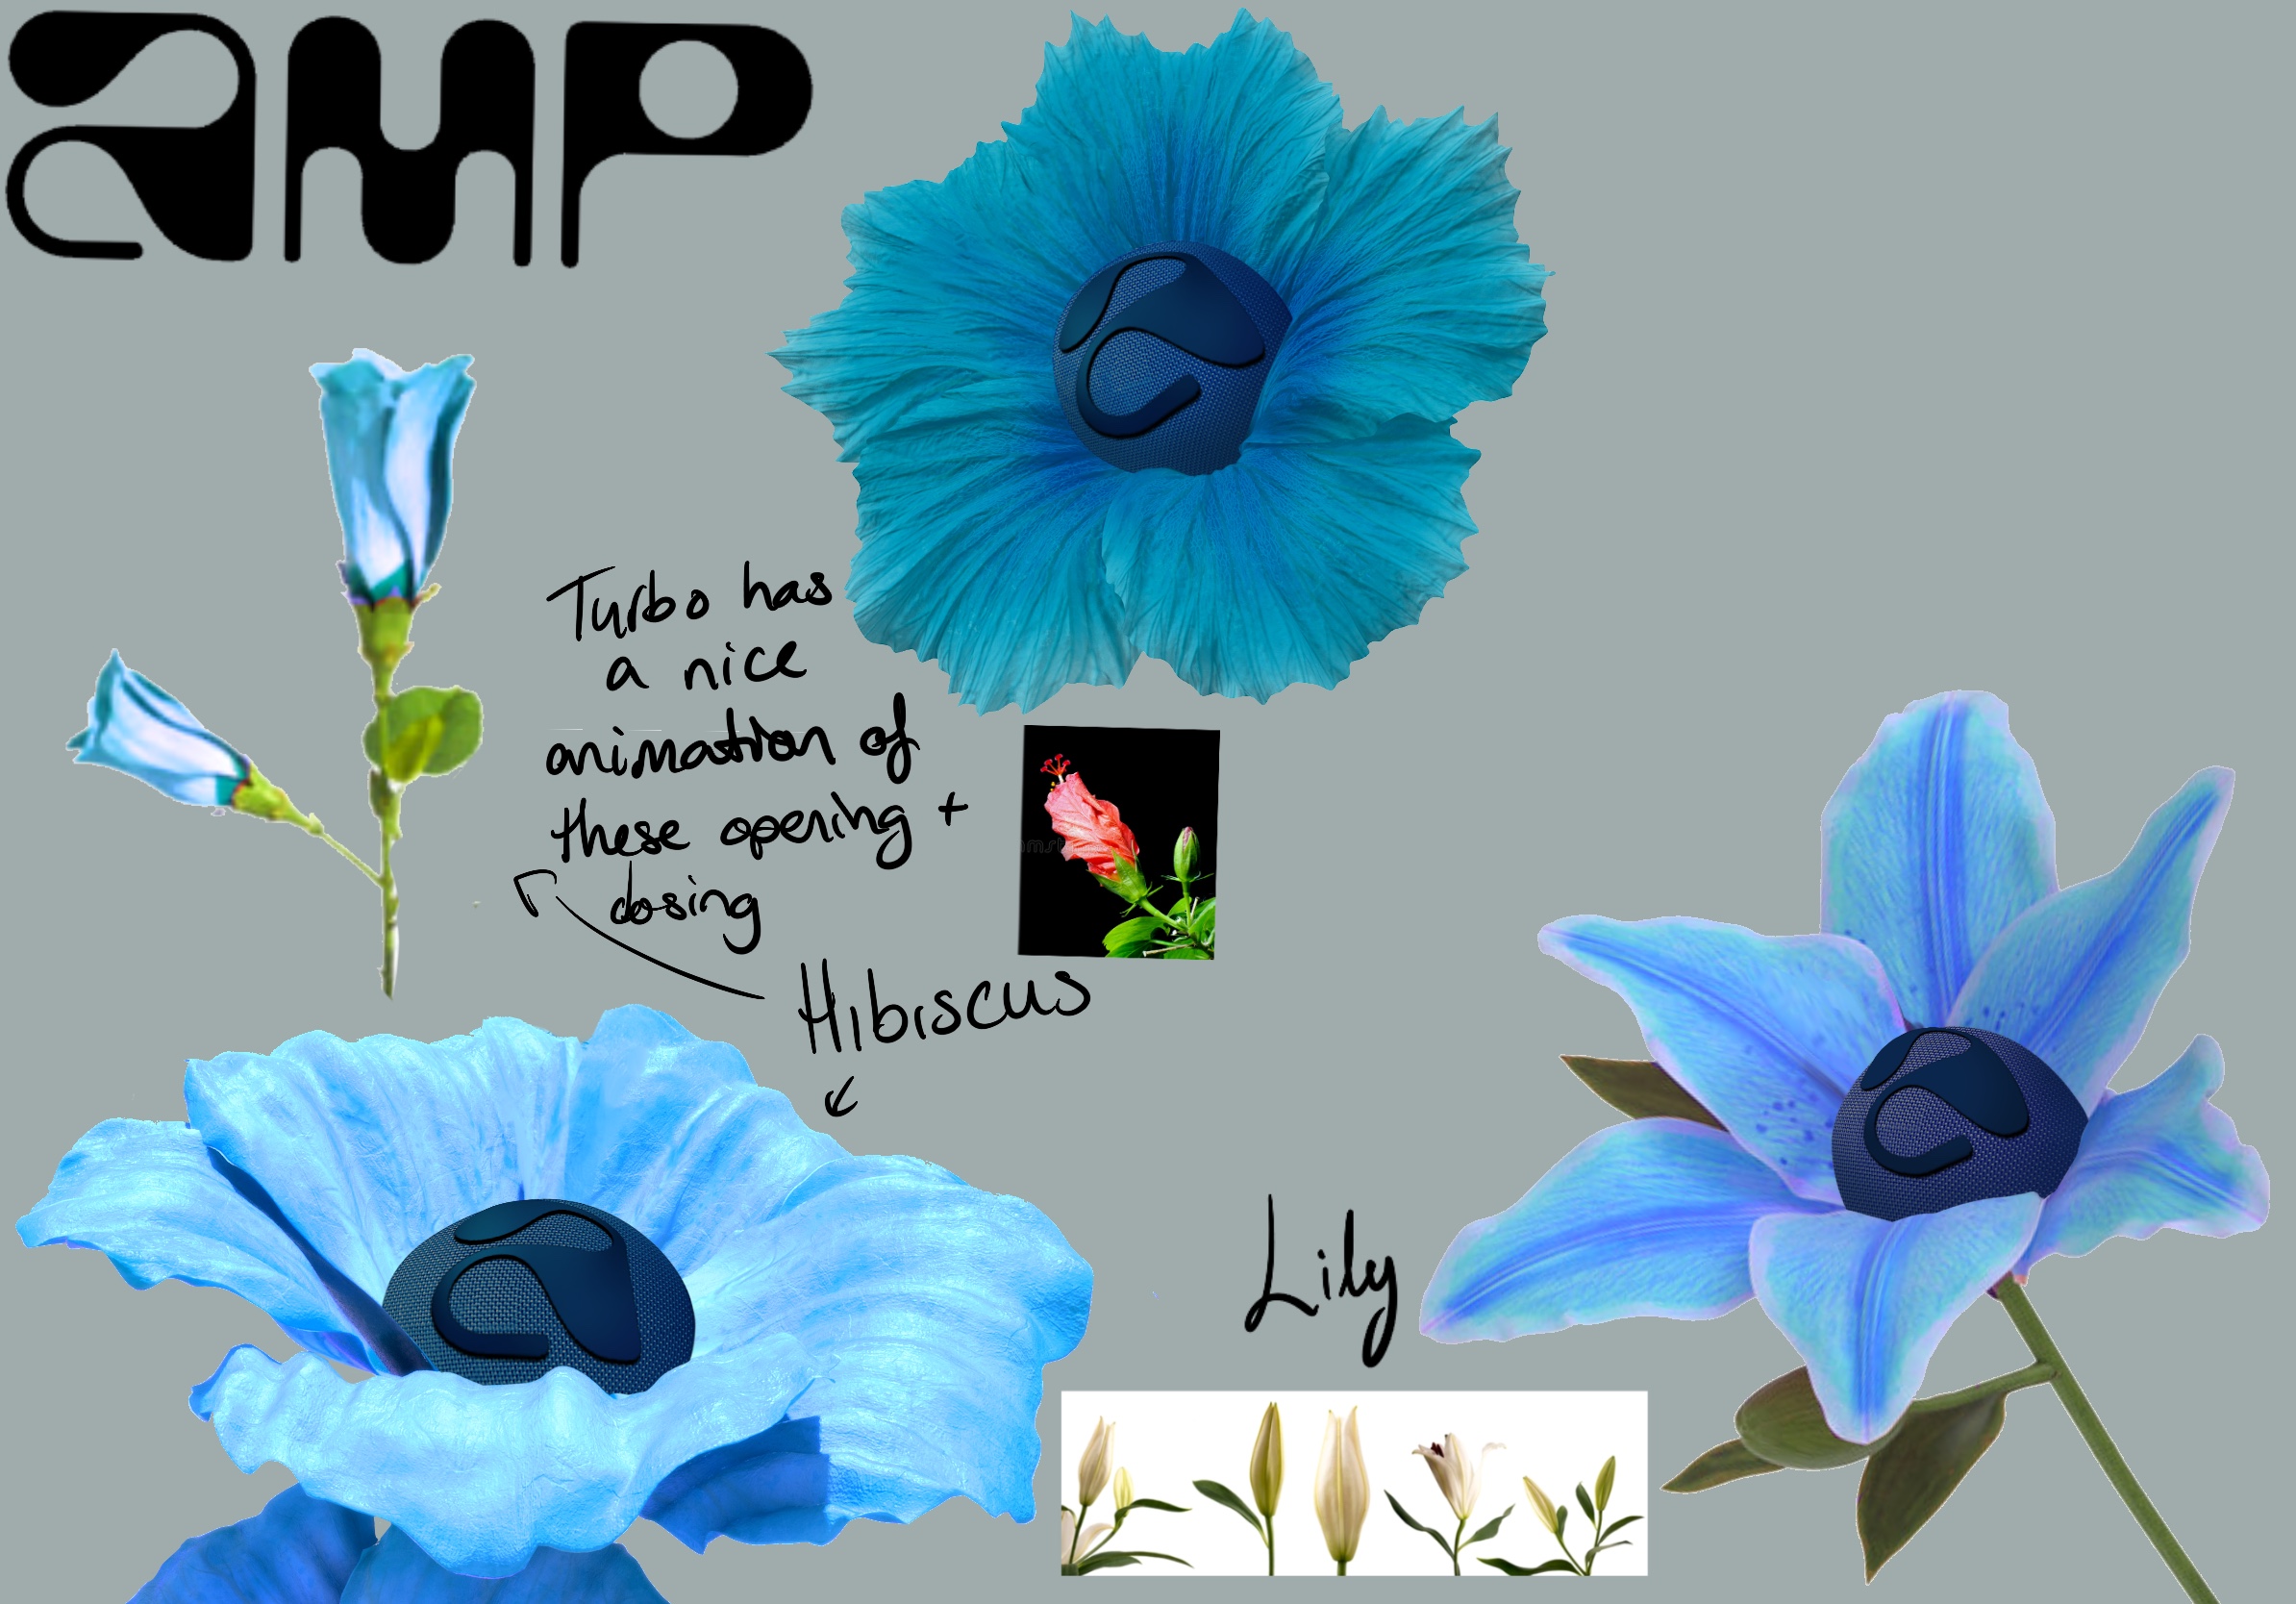 amp
Turbo has
a nice
animation of
these opening +
closing
Hibiscus
Lily